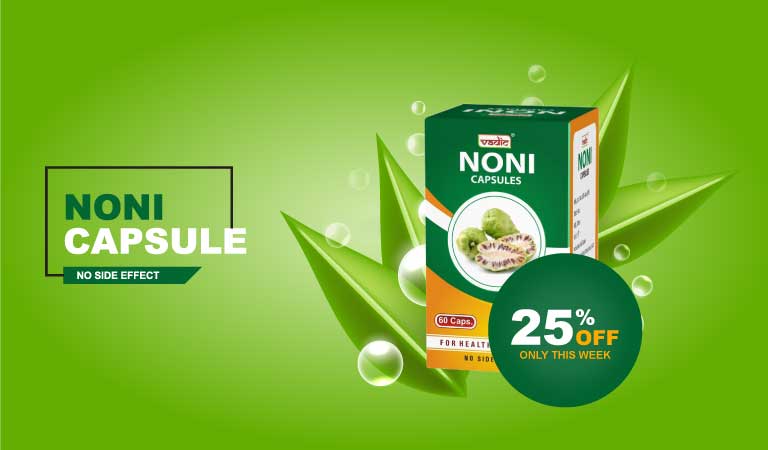 NONI
CAPSULE
NO SIDE EFFECT
vadic®
NONI
CAPSULES
60 Caps.
FOR HEALTH
NO SIDE
NONI
25% OFF
ONLY THIS WEEK